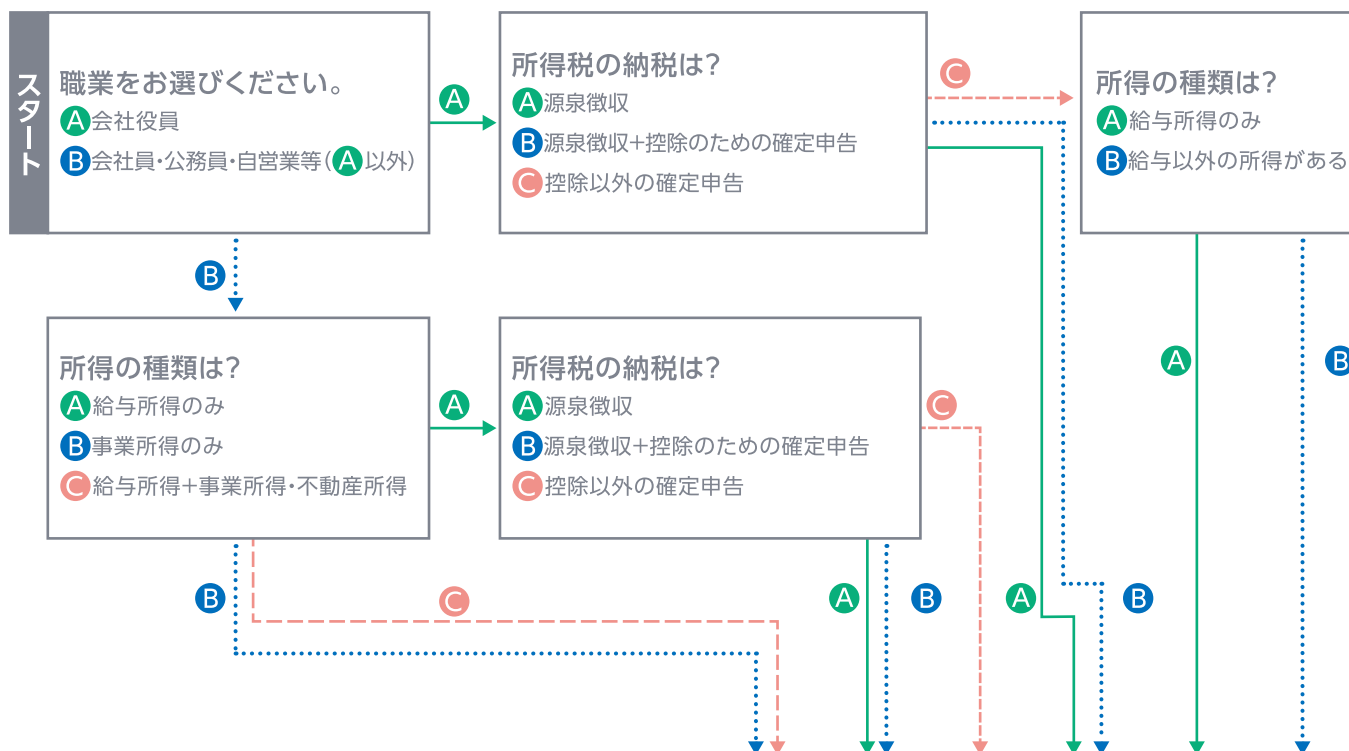 スタート
職業をお選びください。
A会社役員
B会社員・公務員・自営業等(A以外)
A
所得税の納税は?
A源泉徴収
B源泉徴収+控除のための確定申告
C控除以外の確定申告
C
所得の種類は?
A給与所得のみ
B給与以外の所得がある
B
所得の種類は?
A給与所得のみ
B事業所得のみ
C給与所得+事業所得・不動産所得
A
所得税の納税は?
A源泉徴収
B源泉徴収+控除のための確定申告
C控除以外の確定申告
C
A
B
B
C
A
B
A
B